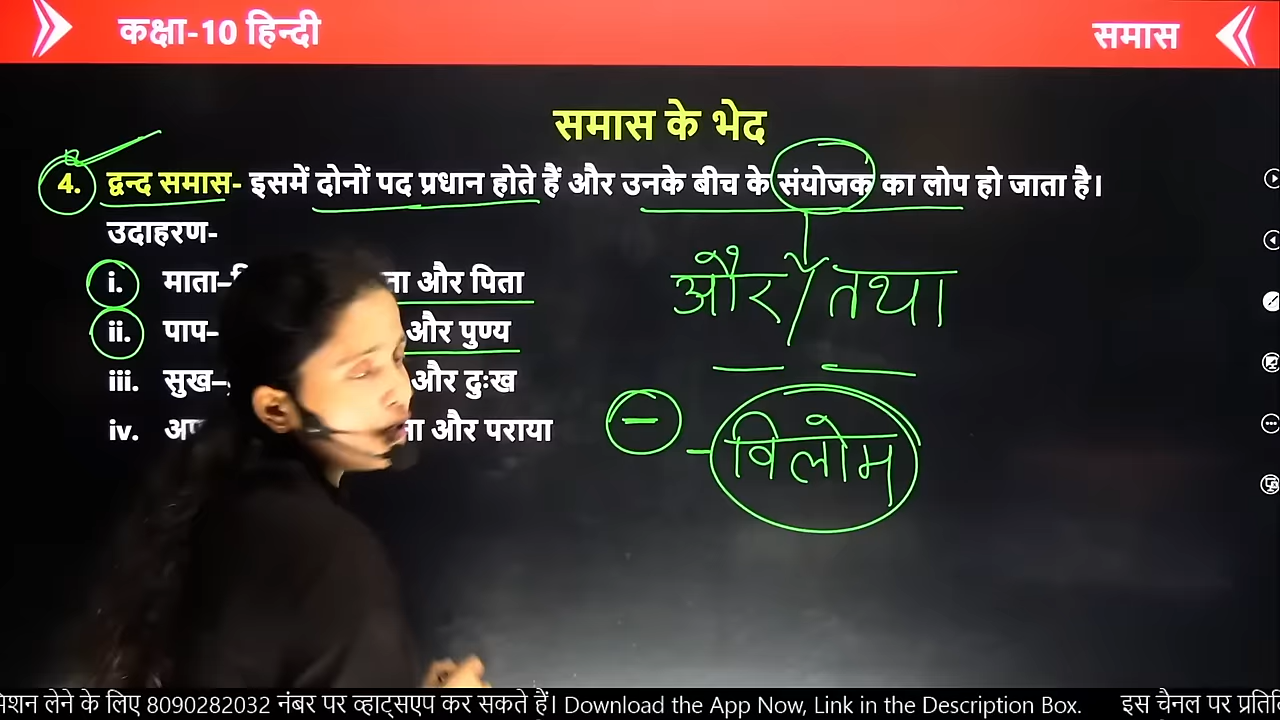 कक्षा-10 हिन्दी
समास
समास के भेद
4. द्वन्द समास- इसमें दोनों पद प्रधान होते हैं और उनके बीच के संयोजक का लोप हो जाता है।
उदाहरण-
i. माता– और पिता
ii. पाप– और पुण्य
iii. सुख– और दुःख
iv. और पराया
और/तथा
–
- विलोम
लेने के लिए 8090282032 नंबर पर व्हाट्सएप कर सकते हैं। Download the App Now, Link in the Description Box. इस चैनल पर